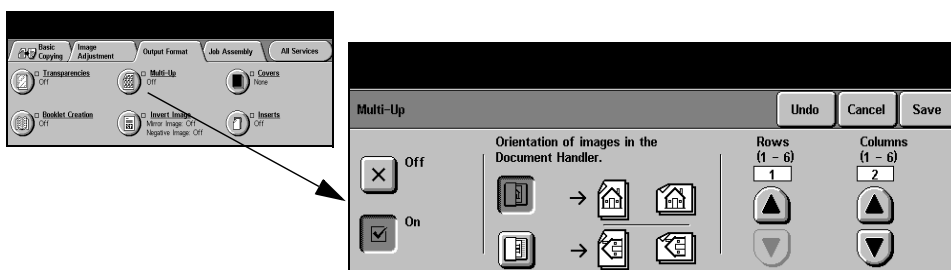 Basic
Copying
Image
Adjustment
Output Format
Job Assembly
All Services
Transparencies
Off
Multi-Up
Off
Covers
None
Booklet Creation
Off
Invert Image
Mirror Image: Off
Negative Image: Off
Inserts
Off
Multi-Up
Undo
Cancel
Save
Off
On
Orientation of images in the
Document Handler.
Rows
(1 - 6)
1
Columns
(1 - 6)
2